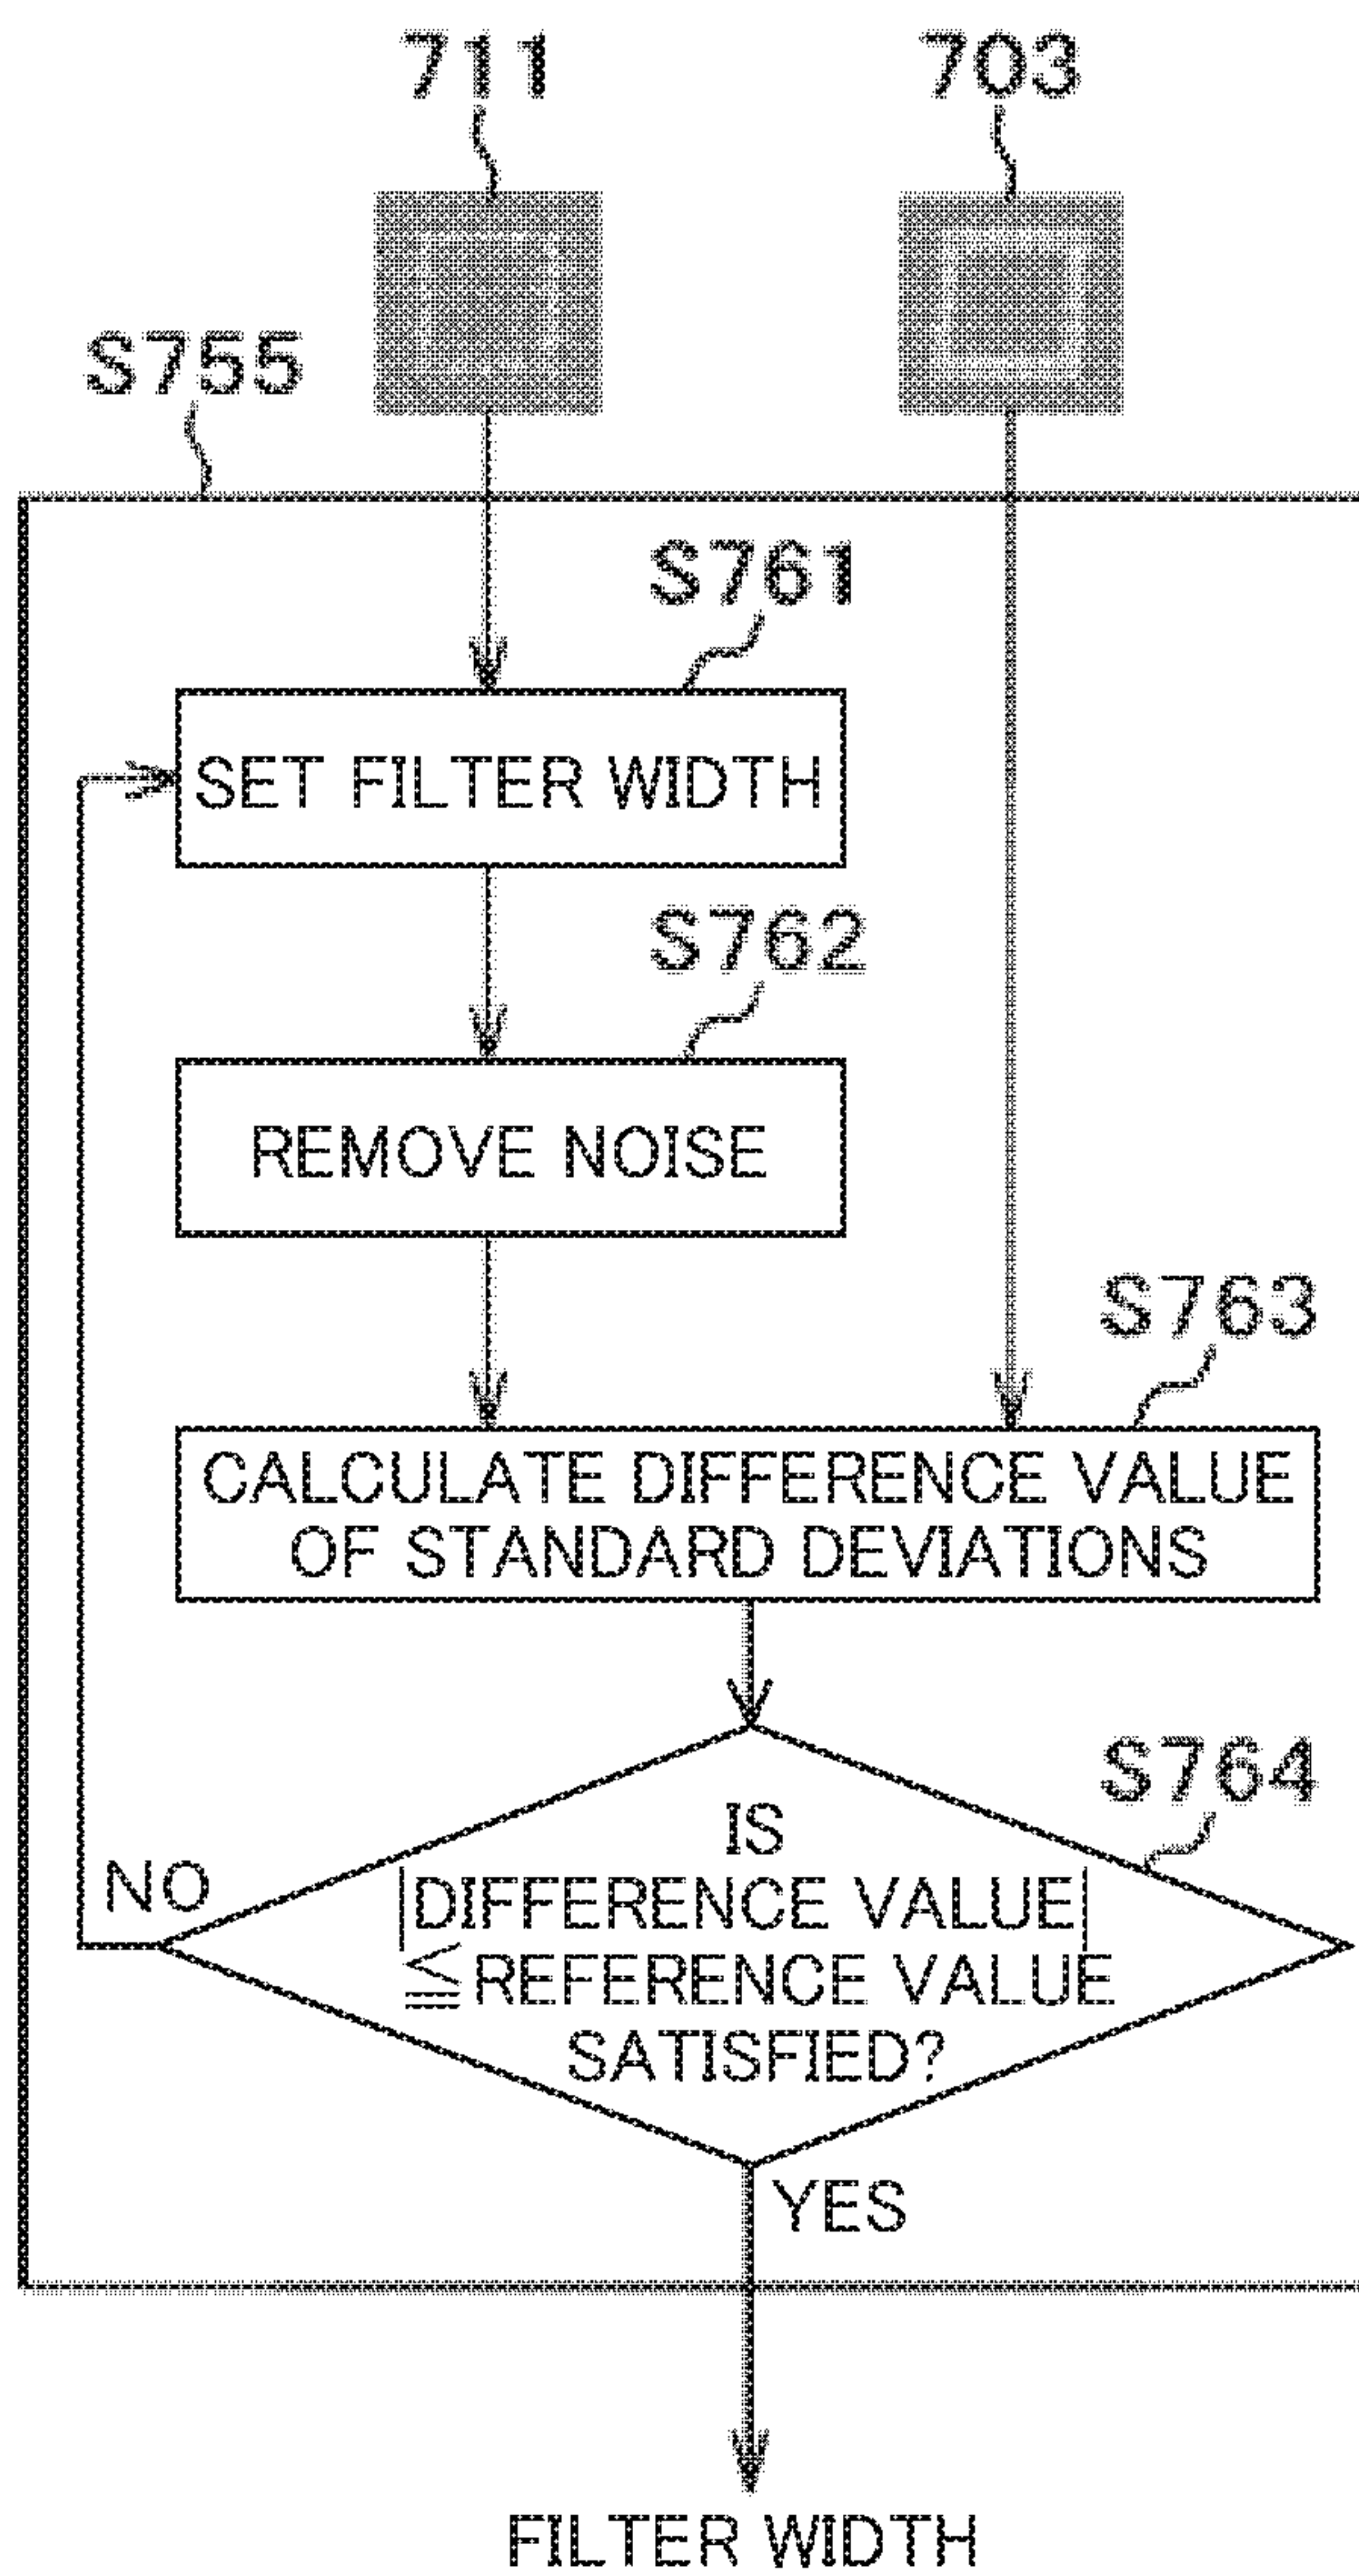 711
703
S755
S761
SET FILTER WIDTH
S762
REMOVE NOISE
S763
CALCULATE DIFFERENCE VALUE
OF STANDARD DEVIATIONS
S764
IS
|DIFFERENCE VALUE|
≦REFERENCE VALUE
SATISFIED?
NO
YES
FILTER WIDTH